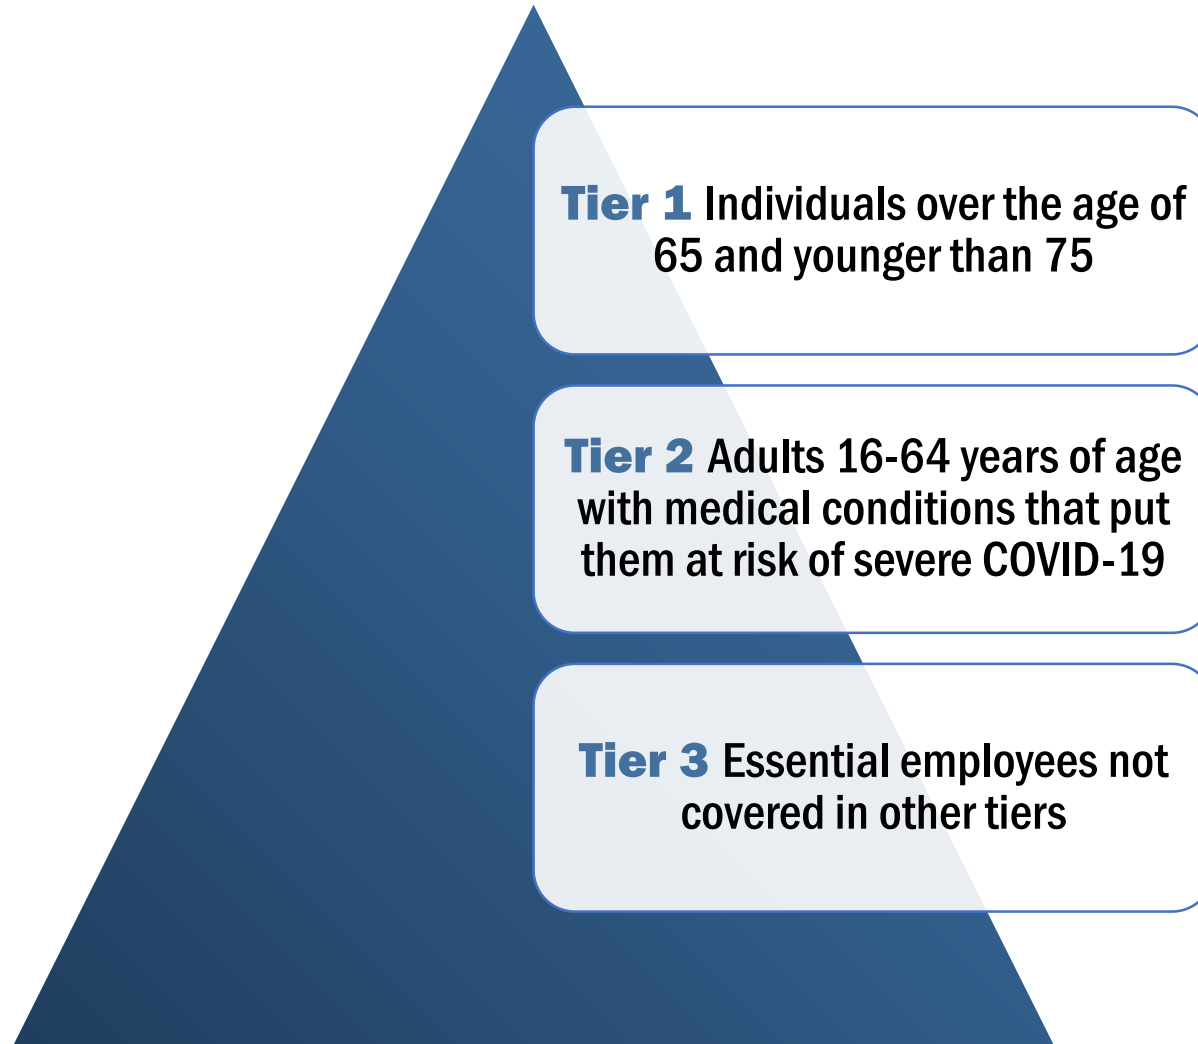 Tier 1 Individuals over the age of
65 and younger than 75
Tier 2 Adults 16-64 years of age
with medical conditions that put
them at risk of severe COVID-19
Tier 3 Essential employees not
covered in other tiers